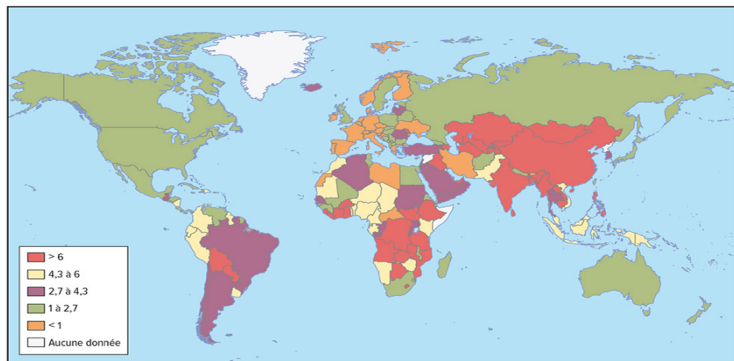 > 6
4,3 à 6
2,7 à 4,3
1 à 2,7
< 1
Aucune donnée